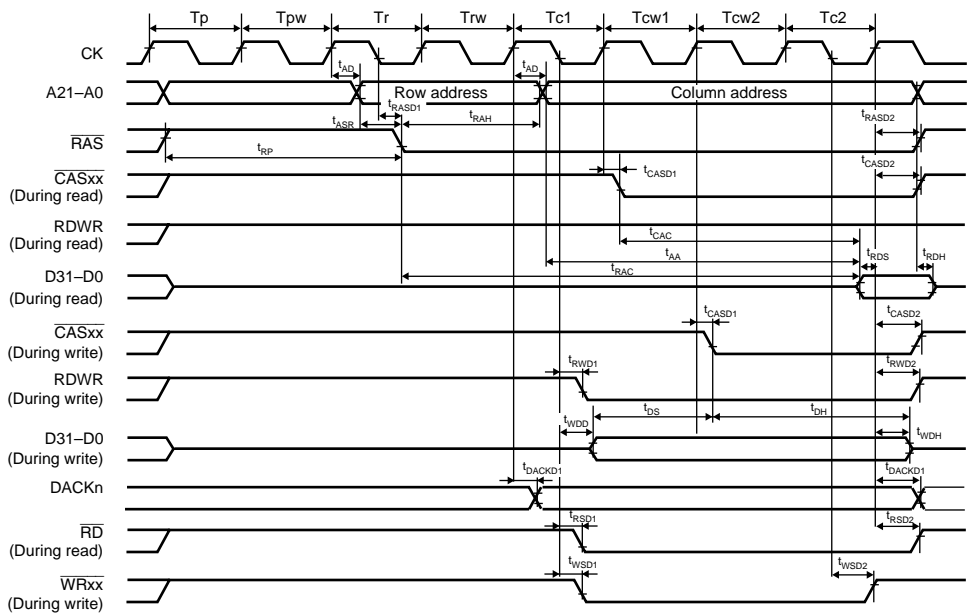 Tp Tpw Tr Trw Tc1 Tcw1 Tcw2 Tc2
CK
tAD tAD
A21–A0 Row address Column address
tRASD1 tRASD2
tASR tRAH
RAS
tRP
tCASD1 tCASD2
CASxx
(During read)
RDWR
(During read)
tCAC
tAA tRDS tRDH
tRAC
D31–D0
(During read)
tCASD1 tCASD2
CASxx
(During write)
tRWD1 tRWD2
RDWR
(During write)
tDS tDH
tWDD tWDH
D31–D0
(During write)
tDACKD1 tDACKD1
DACKn
tRSD1 tRSD2
RD
(During read)
tWSD1 tWSD2
WRxx
(During write)